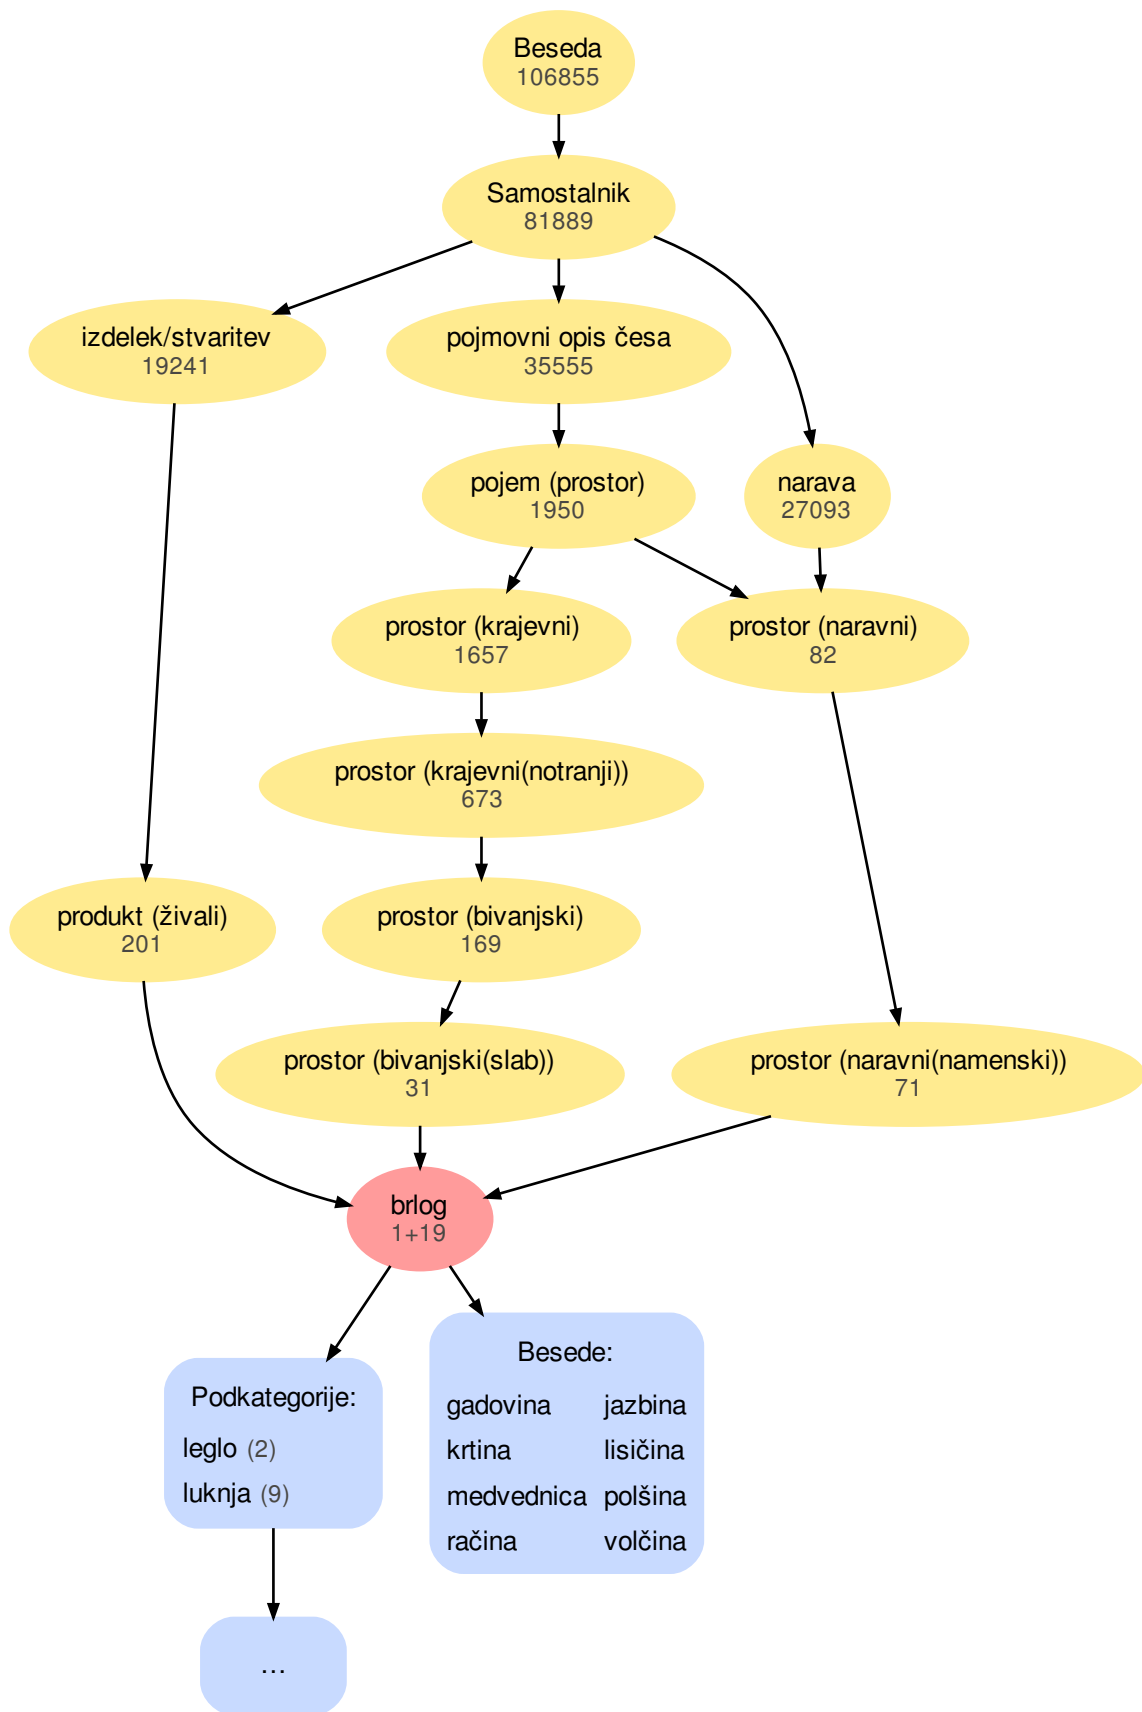 Beseda
106855
Samostalnik
81889
izdelek/stvaritev
19241
pojmovni opis česa
35555
pojem (prostor)
1950
narava
27093
prostor (krajevni)
1657
prostor (naravni)
82
prostor (krajevni(notranji))
673
produkt (živali)
201
prostor (bivanjski)
169
prostor (bivanjski(slab))
31
prostor (naravni(namenski))
71
brlog
1+19
Podkategorije:
leglo (2)
luknja (9)
Besede:
gadovina jazbina
krtina lisičina
medvednica polšina
račina volčina
...